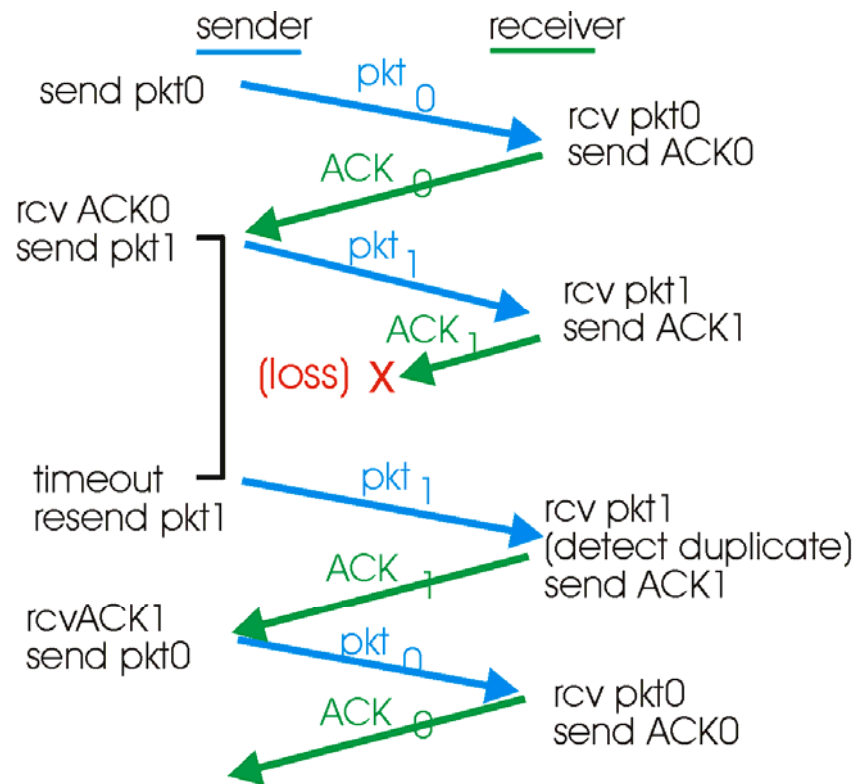 sender
receiver
send pkt0
pkt 0
rcv pkt0
send ACK0
ACK 0
rcv ACK0
send pkt1
pkt 1
rcv pkt1
send ACK1
ACK 1
(loss) X
timeout
resend pkt1
pkt 1
rcv pkt1
(detect duplicate)
send ACK1
ACK 1
rcvACK1
send pkt0
pkt 0
rcv pkt0
send ACK0
ACK 0